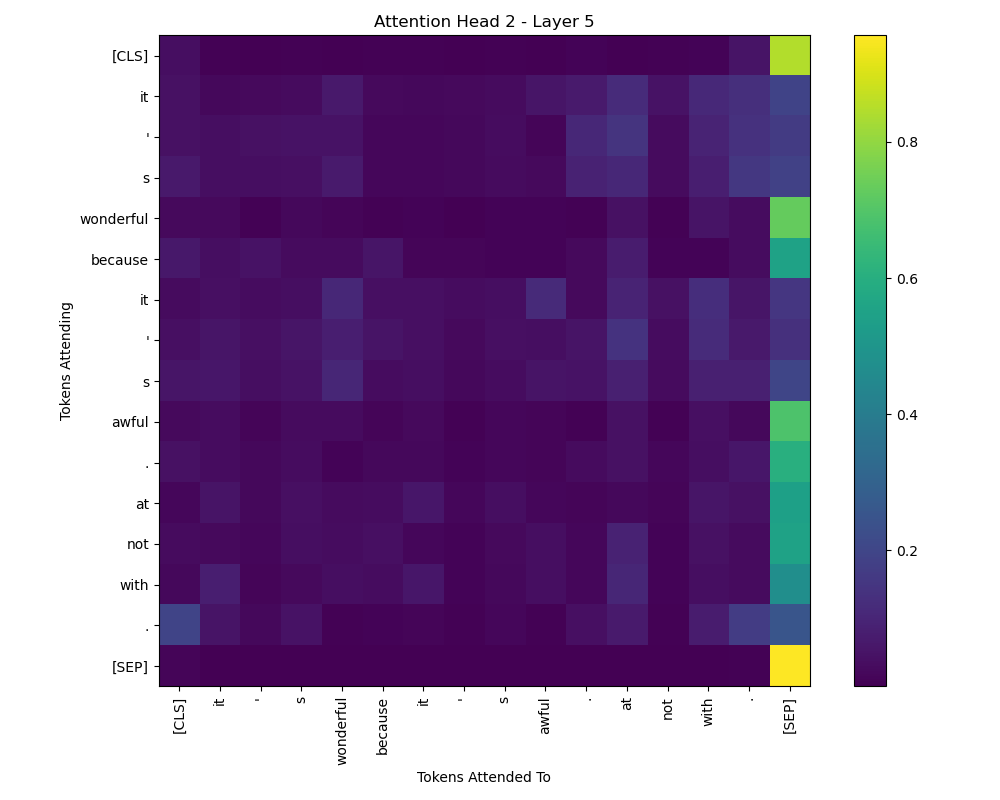 Attention Head 2 - Layer 5
Tokens Attending
[CLS]
it
'
s
wonderful
because
it
'
s
awful
.
at
not
with
.
[SEP]
[CLS]
it
'
s
wonderful
because
it
'
s
awful
.
at
not
with
.
[SEP]
Tokens Attended To
0.8
0.6
0.4
0.2